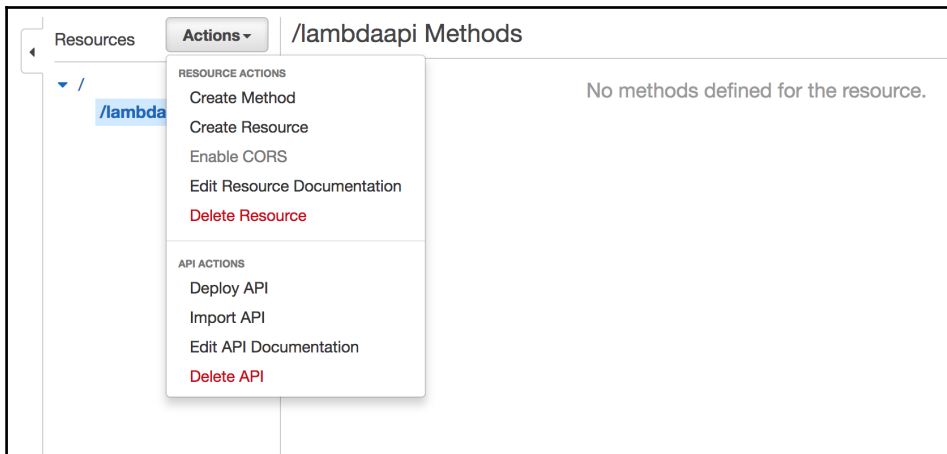 Resources
Actions
/lambdaapi Methods
/
/lambda
No methods defined for the resource.
RESOURCE ACTIONS
Create Method
Create Resource
Enable CORS
Edit Resource Documentation
Delete Resource
API ACTIONS
Deploy API
Import API
Edit API Documentation
Delete API